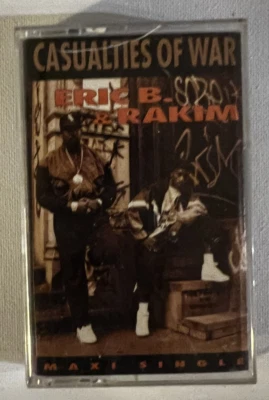 CASUALTIES OF WAR
ERIC B.
& RAKIM
MAXI SINGLE